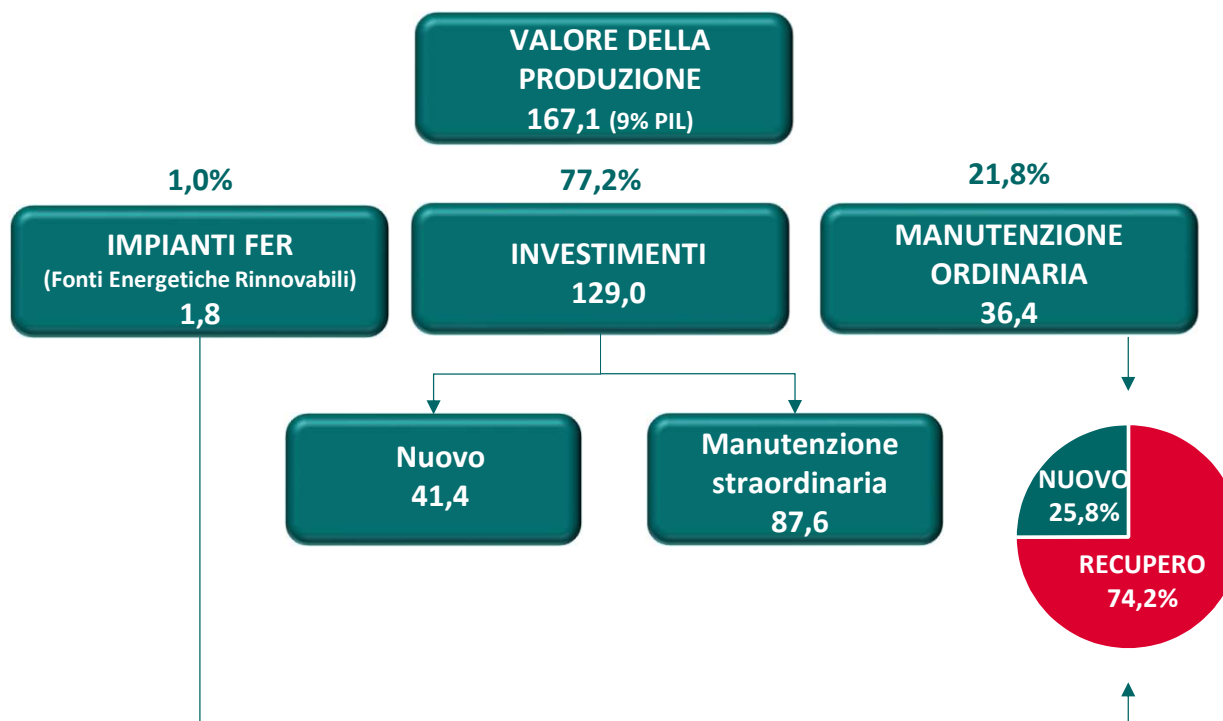 VALORE DELLA
PRODUZIONE
167,1 (9% PIL)
1,0%
77,2%
21,8%
IMPIANTI FER
(Fonti Energetiche Rinnovabili)
1,8
INVESTIMENTI
129,0
MANUTENZIONE
ORDINARIA
36,4
Nuovo
41,4
Manutenzione
straordinaria
87,6
NUOVO
25,8%
RECUPERO
74,2%